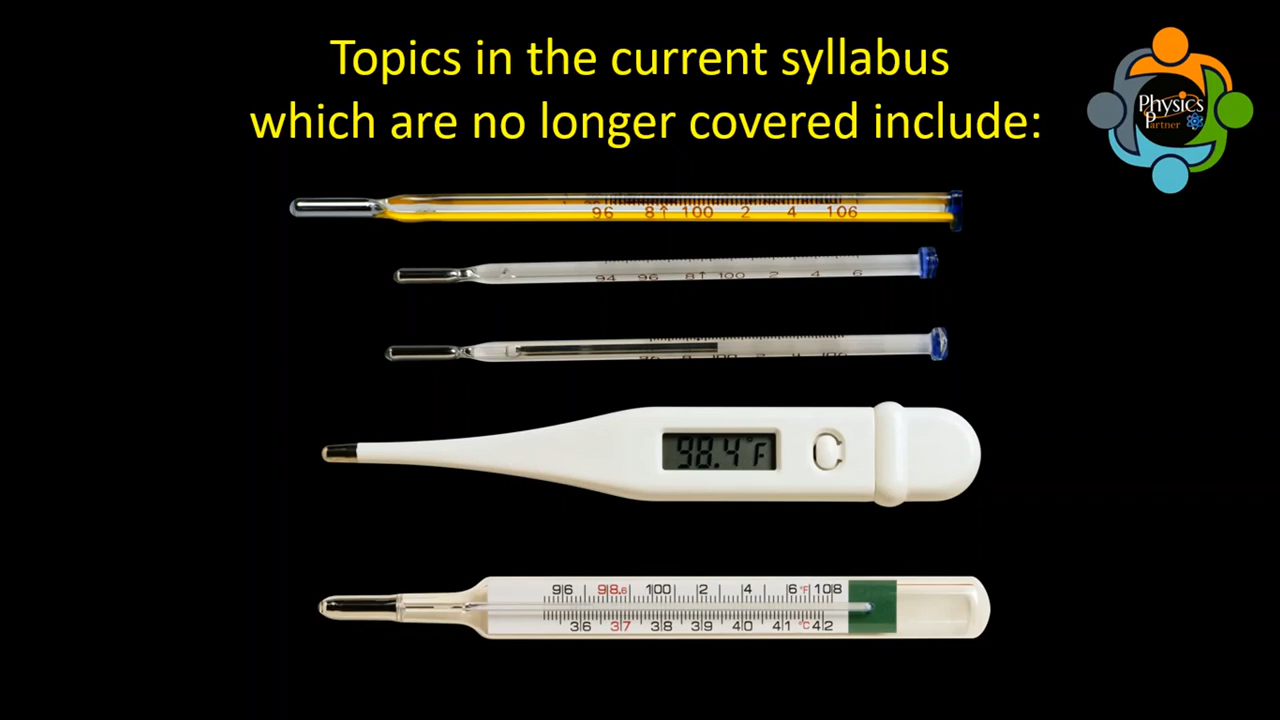 Topics in the current syllabus
which are no longer covered include:
Physics
Partner
96 8↑ 100 2 4 106
94 96 8↑ 100 2 4 6
98.4°F
96 98.6 100 2 4 6 °F 108
36 37 38 39 40 41 °C 42